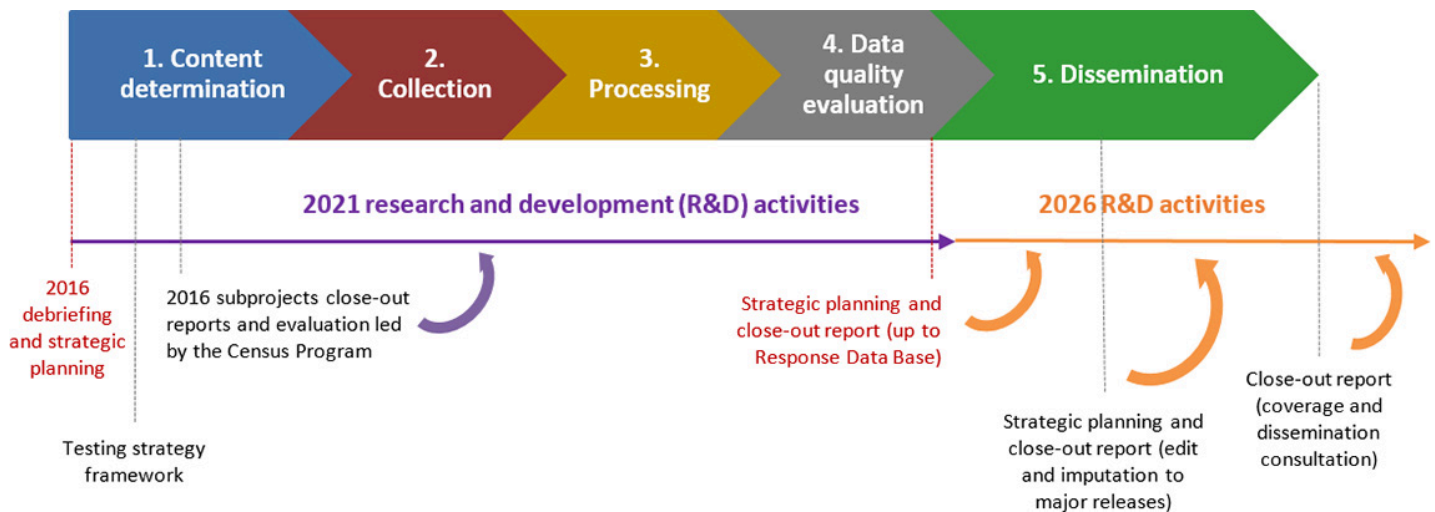 1. Content
determination
2.
Collection
3.
Processing
4. Data
quality
evaluation
5. Dissemination
2021 research and development (R&D) activities
2026 R&D activities
2016
debriefing
and strategic
planning
Testing strategy
framework
2016 subprojects close-out
reports and evaluation led
by the Census Program
Strategic planning and
close-out report (up to
Response Data Base)
Strategic planning and
close-out report (edit
and imputation to
major releases)
Close-out report
(coverage and
dissemination
consultation)